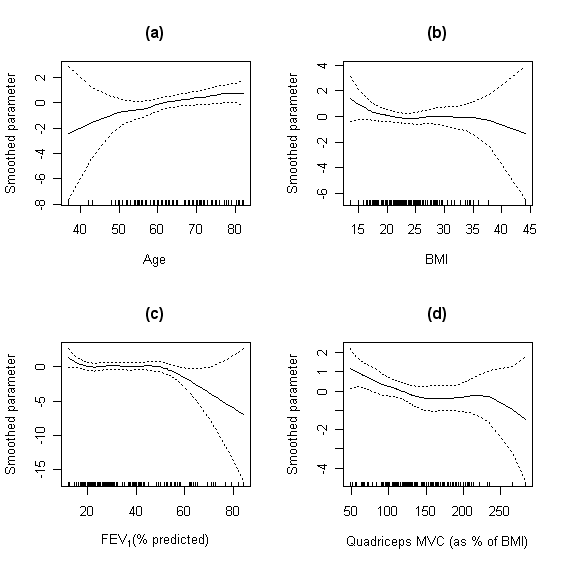 (a)
Smoothed parameter
2
0
-2
-4
-6
-8
40 50 60 70 80
Age
(b)
Smoothed parameter
4
2
0
-2
-4
-6
15 20 25 30 35 40 45
BMI
(c)
Smoothed parameter
0
-5
-10
-15
20 40 60 80
FEV1(% predicted)
(d)
Smoothed parameter
2
1
0
-2
-4
50 100 150 200 250
Quadriceps MVC (as % of BMI)